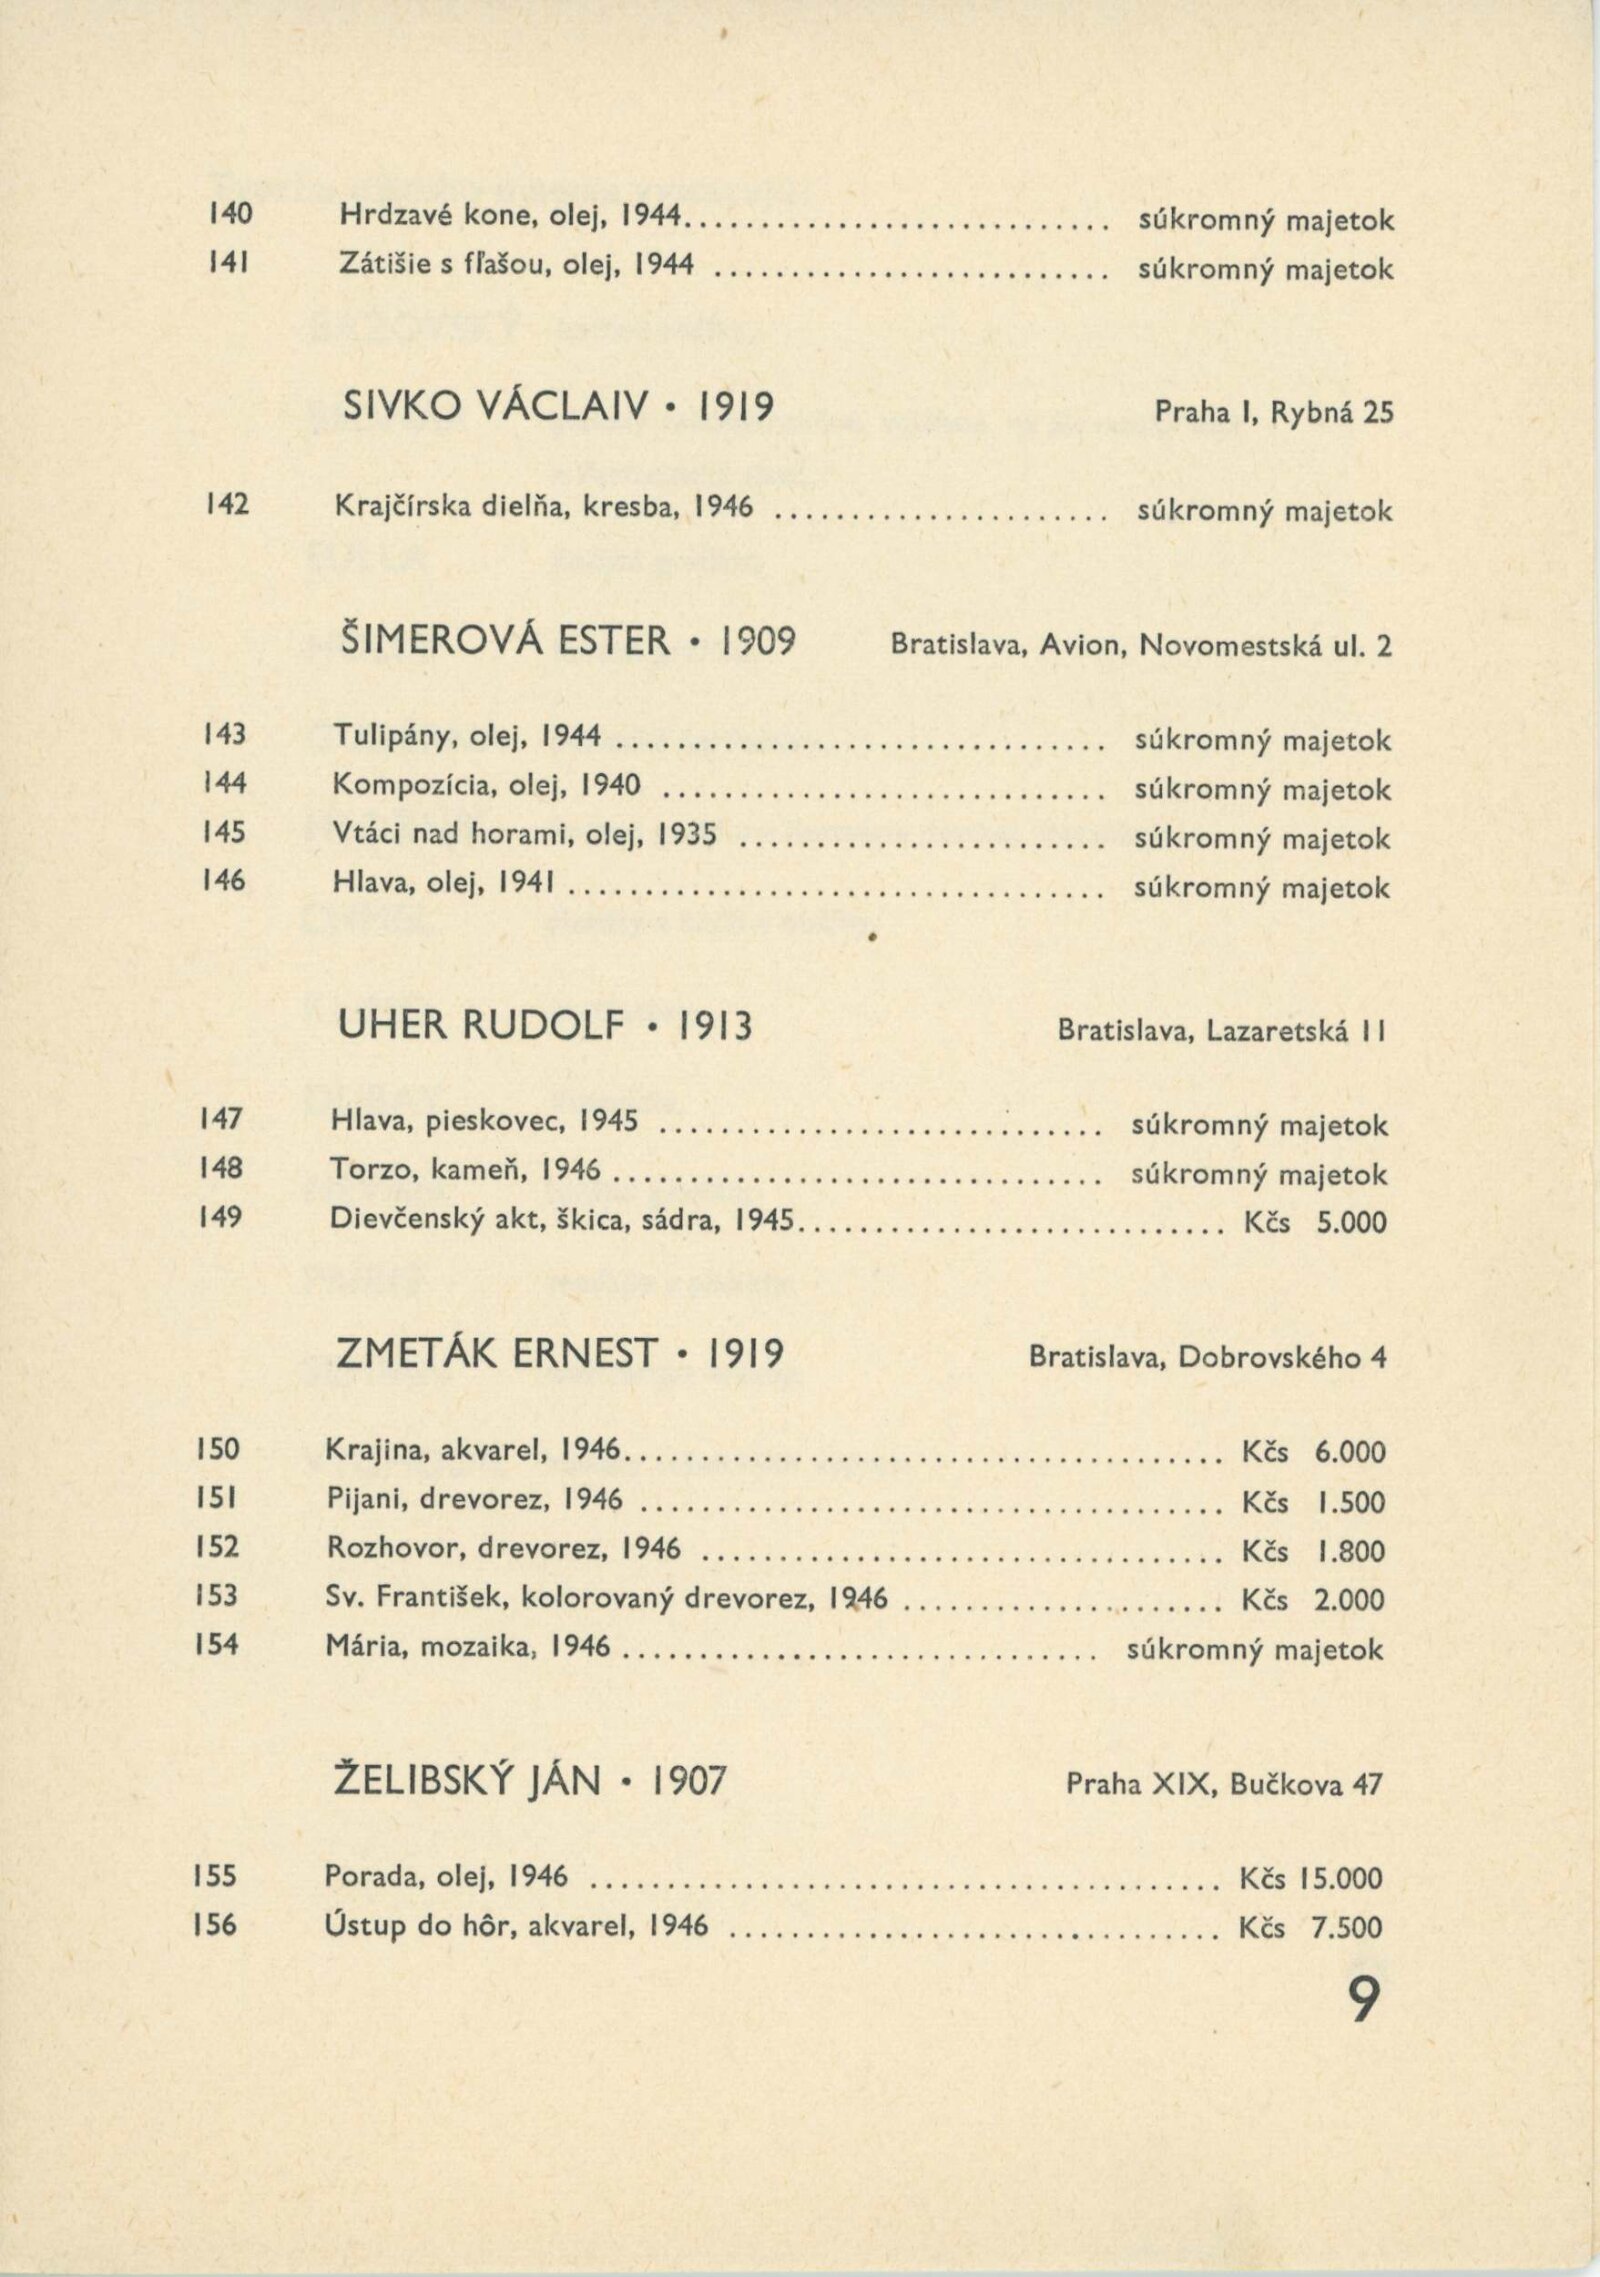 140 Hrdzavé kone, olej, 1944.............................. súkromný majetok
141 Zátišie s fľašou, olej, 1944 .......................... súkromný majetok
SIVKO VÁCLAIV • 1919 Praha I, Rybná 25
142 Krajčírska dielňa, kresba, 1946 ...................... súkromný majetok
ŠIMEROVÁ ESTER • 1909 Bratislava, Avion, Novomestská ul. 2
143 Tulipány, olej, 1944 ................................ súkromný majetok
144 Kompozícia, olej, 1940 ............................. súkromný majetok
145 Vtáci nad horami, olej, 1935 ........................ súkromný majetok
146 Hlava, olej, 1941 ................................... súkromný majetok
UHER RUDOLF • 1913 Bratislava, Lazaretská 11
147 Hlava, pieskovec, 1945 ............................. súkromný majetok
148 Torzo, kameň, 1946 ................................ súkromný majetok
149 Dievčenský akt, škica, sádra, 1945............................ Kčs 5.000
ZMETÁK ERNEST • 1919 Bratislava, Dobrovského 4
150 Krajina, akvarel, 1946....................................... Kčs 6.000
151 Pijani, drevorez, 1946 ...................................... Kčs 1.500
152 Rozhovor, drevorez, 1946 .................................. Kčs 1.800
153 Sv. František, kolorovaný drevorez, 1946 ..................... Kčs 2.000
154 Mária, mozaika, 1946 ............................... súkromný majetok
ŽELIBSKÝ JÁN • 1907 Praha XIX, Bučkova 47
155 Porada, olej, 1946 ......................................... Kčs 15.000
156 Ústup do hôr, akvarel, 1946 ................................ Kčs 7.500
9